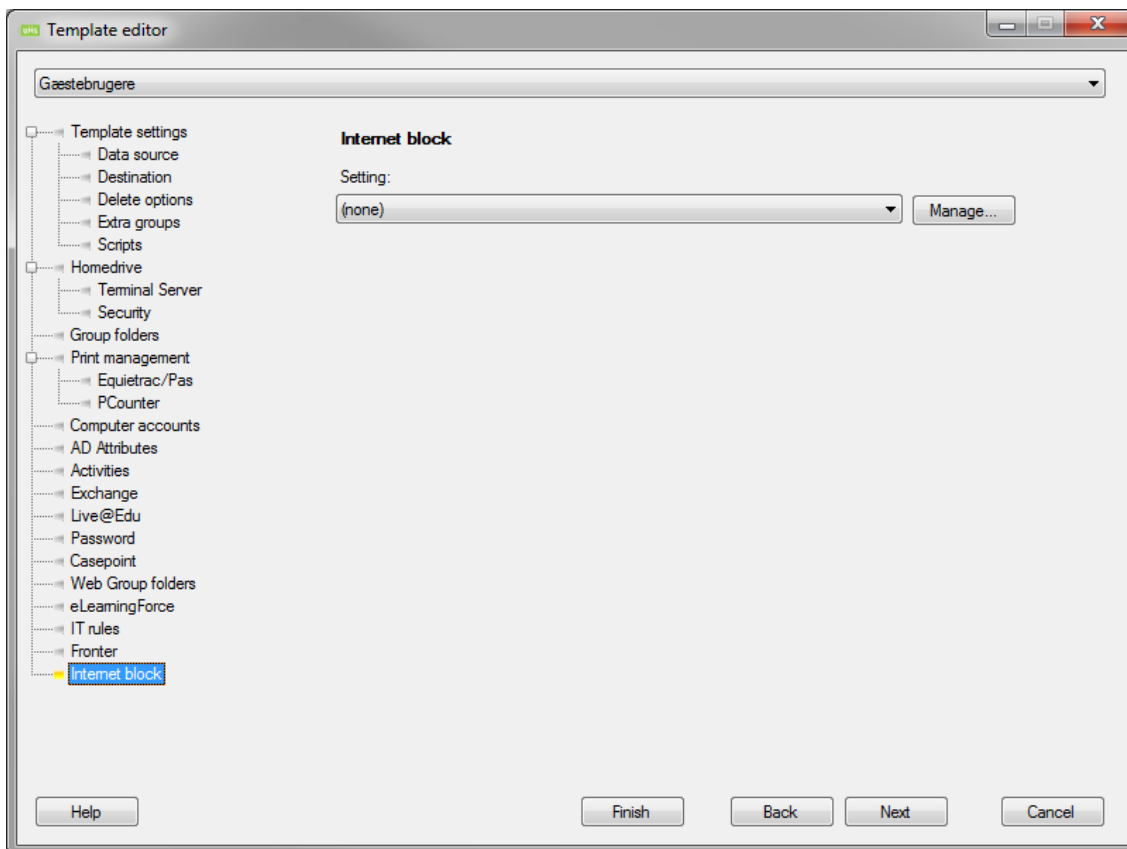 UMS Template editor
Gæstebrugere
Template settings
Data source
Destination
Delete options
Extra groups
Scripts
Homedrive
Terminal Server
Security
Group folders
Print management
Equietrac/Pas
PCounter
Computer accounts
AD Attributes
Activities
Exchange
Live@Edu
Password
Casepoint
Web Group folders
eLearningForce
IT rules
Fronter
Internet block
Internet block
Setting:
(none) Manage...
Help Finish Back Next Cancel